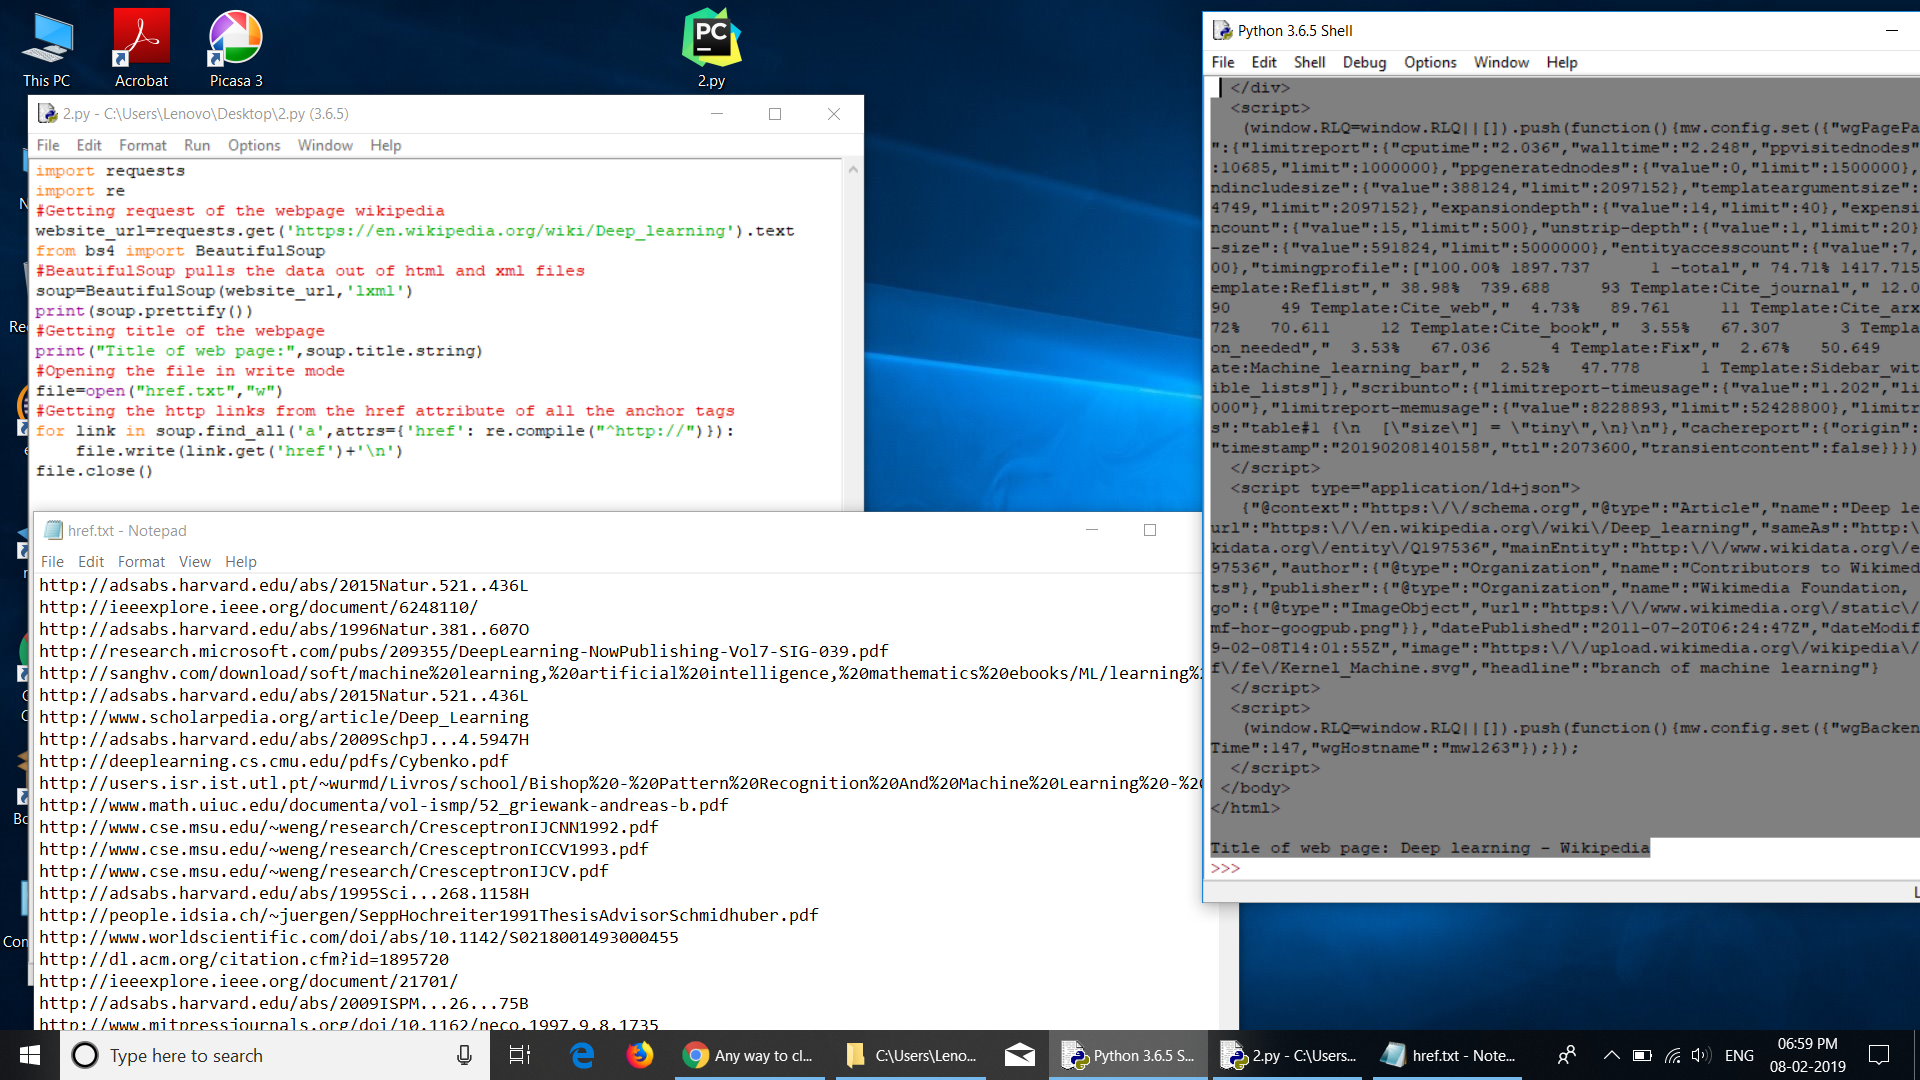 This PC
Acrobat
Picasa 3
2.py
2.py - C:\Users\Lenovo\Desktop\2.py (3.6.5)
File Edit Format Run Options Window Help
import requests
import re
#Getting request of the webpage wikipedia
website_url=requests.get('https://en.wikipedia.org/wiki/Deep_learning').text
from bs4 import BeautifulSoup
#BeautifulSoup pulls the data out of html and xml files
soup=BeautifulSoup(website_url,'lxml')
print(soup.prettify())
#Getting title of the webpage
print("Title of web page:",soup.title.string)
#Opening the file in write mode
file=open("href.txt","w")
#Getting the http links from the href attribute of all the anchor tags
for link in soup.find_all('a',attrs={'href': re.compile("^http://")}):
    file.write(link.get('href')+'\n')
file.close()
href.txt - Notepad
File Edit Format View Help
http://adsabs.harvard.edu/abs/2015Natur.521..436L
http://ieeexplore.ieee.org/document/6248110/
http://adsabs.harvard.edu/abs/1996Natur.381..607O
http://research.microsoft.com/pubs/209355/DeepLearning-NowPublishing-Vol7-SIG-039.pdf
http://sanghv.com/download/soft/machine%20learning,%20artificial%20intelligence,%20mathematics%20ebooks/ML/learning%
http://adsabs.harvard.edu/abs/2015Natur.521..436L
http://www.scholarpedia.org/article/Deep_Learning
http://adsabs.harvard.edu/abs/2009SchpJ...4.5947H
http://deeplearning.cs.cmu.edu/pdfs/Cybenko.pdf
http://users.isr.ist.utl.pt/~wurmd/Livros/school/Bishop%20-%20Pattern%20Recognition%20And%20Machine%20Learning%20-%20
http://www.math.uiuc.edu/documenta/vol-ismp/52_griewank-andreas-b.pdf
http://www.cse.msu.edu/~weng/research/CresceptronIJCNN1992.pdf
http://www.cse.msu.edu/~weng/research/CresceptronICCV1993.pdf
http://www.cse.msu.edu/~weng/research/CresceptronIJCV.pdf
http://adsabs.harvard.edu/abs/1995Sci...268.1158H
http://people.idsia.ch/~juergen/SeppHochreiter1991ThesisAdvisorSchmidhuber.pdf
http://www.worldscientific.com/doi/abs/10.1142/S0218001493000455
http://dl.acm.org/citation.cfm?id=1895720
http://ieeexplore.ieee.org/document/21701/
http://adsabs.harvard.edu/abs/2009ISPM...26...75B
http://www.mitpressjournals.org/doi/10.1162/neco.1997.9.8.1735
Python 3.6.5 Shell
File Edit Shell Debug Options Window Help
</div>
<script>
(window.RLQ=window.RLQ||[]).push(function(){mw.config.set({"wgPagePa
":{"limitreport":{"cputime":"2.036","walltime":"2.248","ppvisitednodes"
:10685,"limit":1000000},"ppgeneratednodes":{"value":0,"limit":1500000},
ndincludesize":{"value":388124,"limit":2097152},"templateargumentsize":
4749,"limit":2097152},"expansiondepth":{"value":14,"limit":40},"expensi
ncount":{"value":15,"limit":500},"unstrip-depth":{"value":1,"limit":20}
-size":{"value":591824,"limit":5000000},"entityaccesscount":{"value":7,
00},"timingprofile":["100.00% 1897.737      1 -total"," 74.71% 1417.715
emplate:Reflist"," 38.98%  739.688     93 Template:Cite_journal"," 12.0
90     49 Template:Cite_web","  4.73%   89.761     11 Template:Cite_arx
72%   70.611     12 Template:Cite_book","  3.55%   67.307      3 Templa
on_needed","  3.53%   67.036      4 Template:Fix","  2.67%   50.649
ate:Machine_learning_bar","  2.52%   47.778      1 Template:Sidebar_wit
ible_lists"]},"scribunto":{"limitreport-timeusage":{"value":"1.202","li
000"},"limitreport-memusage":{"value":8228893,"limit":52428800},"limitr
s":"table#1 {\n  [\"size\"] = \"tiny\",\n}\n"},"cachereport":{"origin":
"timestamp":"20190208140158","ttl":2073600,"transientcontent":false}}})
</script>
<script type="application/ld+json">
{"@context":"https:\/\/schema.org","@type":"Article","name":"Deep le
url":"https:\/\/en.wikipedia.org\/wiki\/Deep_learning","sameAs":"http:\
kidata.org\/entity\/Q197536","mainEntity":"http:\/\/www.wikidata.org\/e
97536","author":{"@type":"Organization","name":"Contributors to Wikimed
ts"},"publisher":{"@type":"Organization","name":"Wikimedia Foundation,
go":{"@type":"ImageObject","url":"https:\/\/www.wikimedia.org\/static\/
mf-hor-googpub.png"}},"datePublished":"2011-07-20T06:24:47Z","dateModif
9-02-08T14:01:55Z","image":"https:\/\/upload.wikimedia.org\/wikipedia\/
f\/fe\/Kernel_Machine.svg","headline":"branch of machine learning"}
</script>
<script>
(window.RLQ=window.RLQ||[]).push(function(){mw.config.set({"wgBacken
Time":147,"wgHostname":"mw1263"});});
</script>
</body>
</html>
Title of web page: Deep learning - Wikipedia
>>>
Type here to search
Any way to cl...
C:\Users\Leno...
Python 3.6.5 S...
2.py - C:\Users...
href.txt - Note...
ENG
06:59 PM
08-02-2019